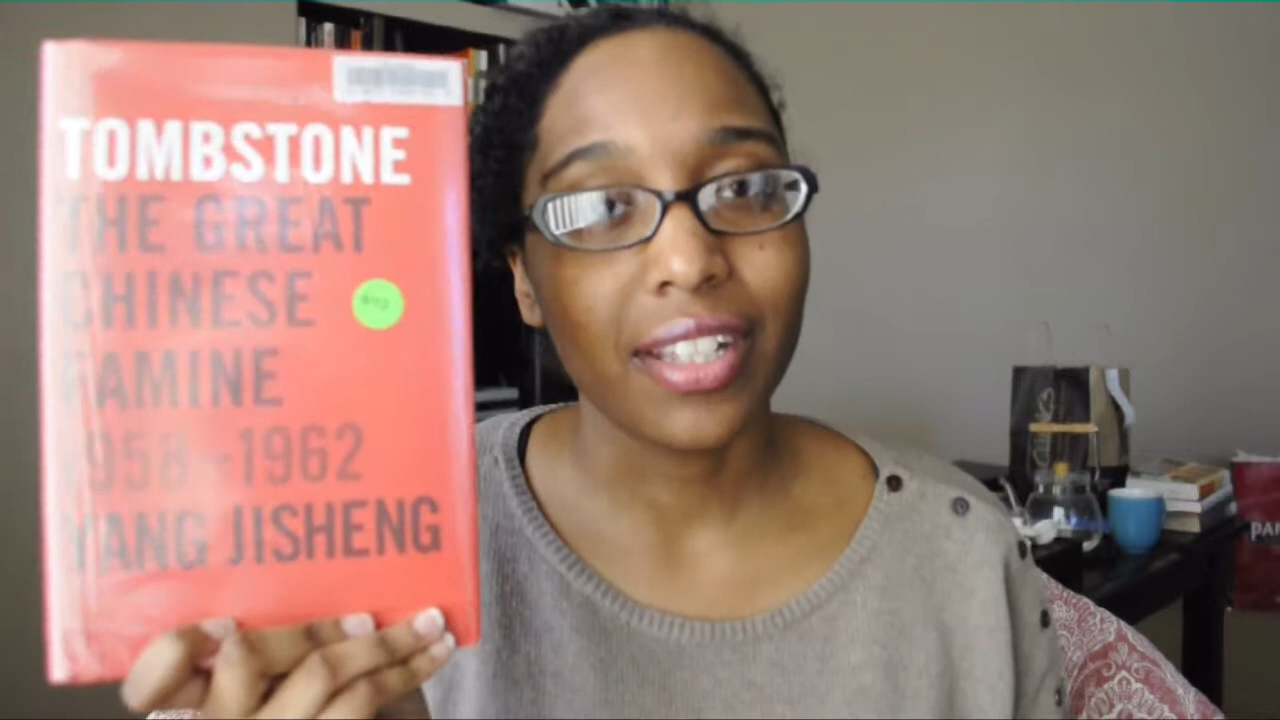 TOMBSTONE
THE GREAT
CHINESE
FAMINE
1958-1962
YANG JISHENG